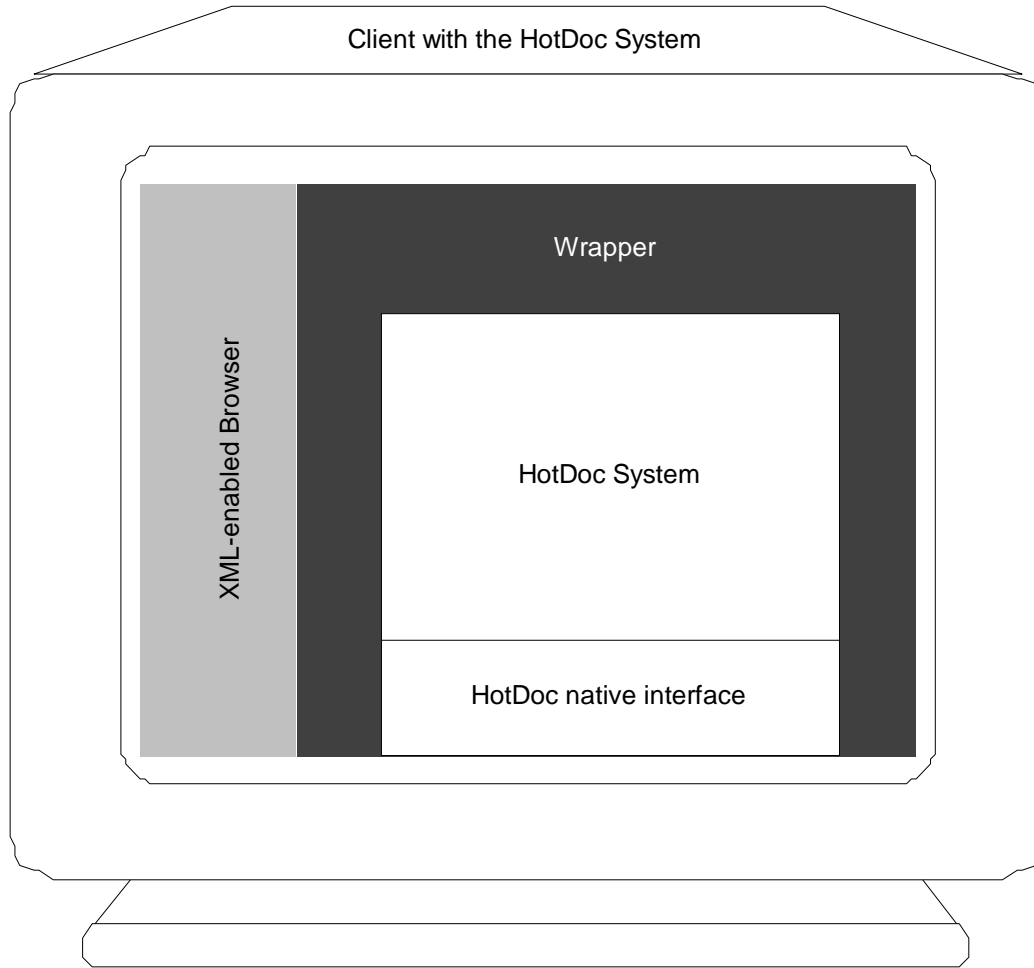 Client with the HotDoc System
Wrapper
XML-enabled Browser
HotDoc System
HotDoc native interface